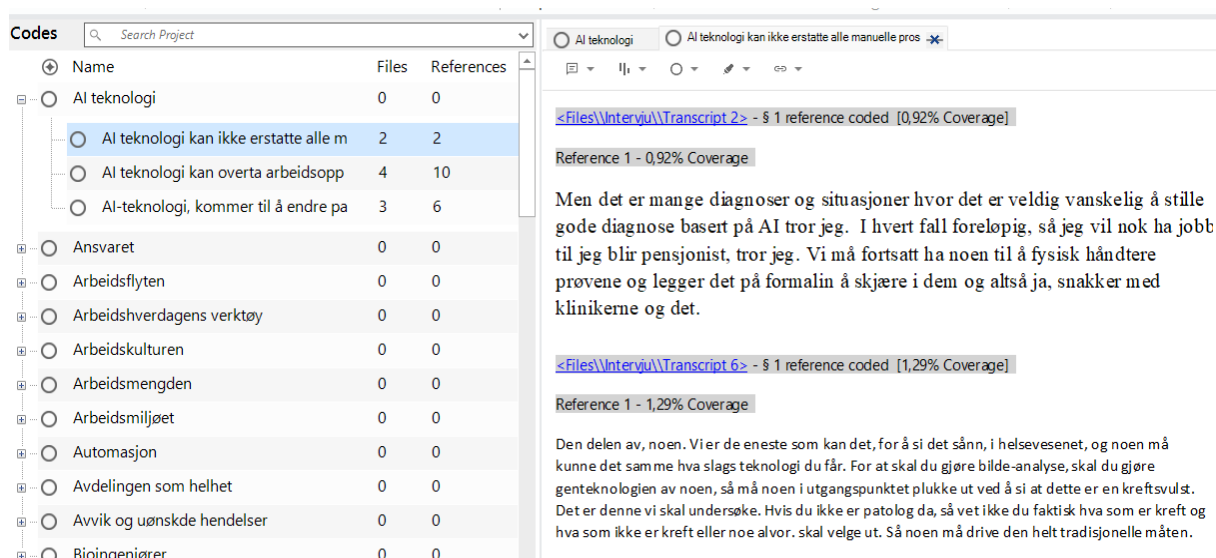 Codes
Search Project
Name Files References
AI teknologi 0 0
AI teknologi kan ikke erstatte alle m 2 2
AI teknologi kan overta arbeidsopp 4 10
AI-teknologi, kommer til å endre pa 3 6
Ansvaret 0 0
Arbeidsflyten 0 0
Arbeidshverdagens verktøy 0 0
Arbeidskulturen 0 0
Arbeidsmengden 0 0
Arbeidsmiljøet 0 0
Automasjon 0 0
Avdelingen som helhet 0 0
Avvik og uønskde hendelser 0 0
Bioingeniører 0 0
AI teknologi
AI teknologi kan ikke erstatte alle manuelle pros
<Files\\Intervju\\Transcript 2> - § 1 reference coded [0,92% Coverage]
Reference 1 - 0,92% Coverage
Men det er mange diagnoser og situasjoner hvor det er veldig vanskelig å stille
gode diagnose basert på AI tror jeg. I hvert fall foreløpig, så jeg vil nok ha jobb
til jeg blir pensjonist, tror jeg. Vi må fortsatt ha noen til å fysisk håndtere
prøvene og legger det på formalin å skjære i dem og altså ja, snakker med
klinikerne og det.
<Files\\Intervju\\Transcript 6> - § 1 reference coded [1,29% Coverage]
Reference 1 - 1,29% Coverage
Den delen av, noen. Vi er de eneste som kan det, for å si det sånn, i helsevesenet, og noen må
kunne det samme hva slags teknologi du får. For at skal du gjøre bilde-analyse, skal du gjøre
genteknologien av noen, så må noen i utgangspunktet plukke ut ved å si at dette er en kreftsvulst.
Det er denne vi skal undersøke. Hvis du ikke er patolog da, så vet ikke du faktisk hva som er kreft og
hva som ikke er kreft eller noe alvor. skal velge ut. Så noen må drive den helt tradisjonelle måten.